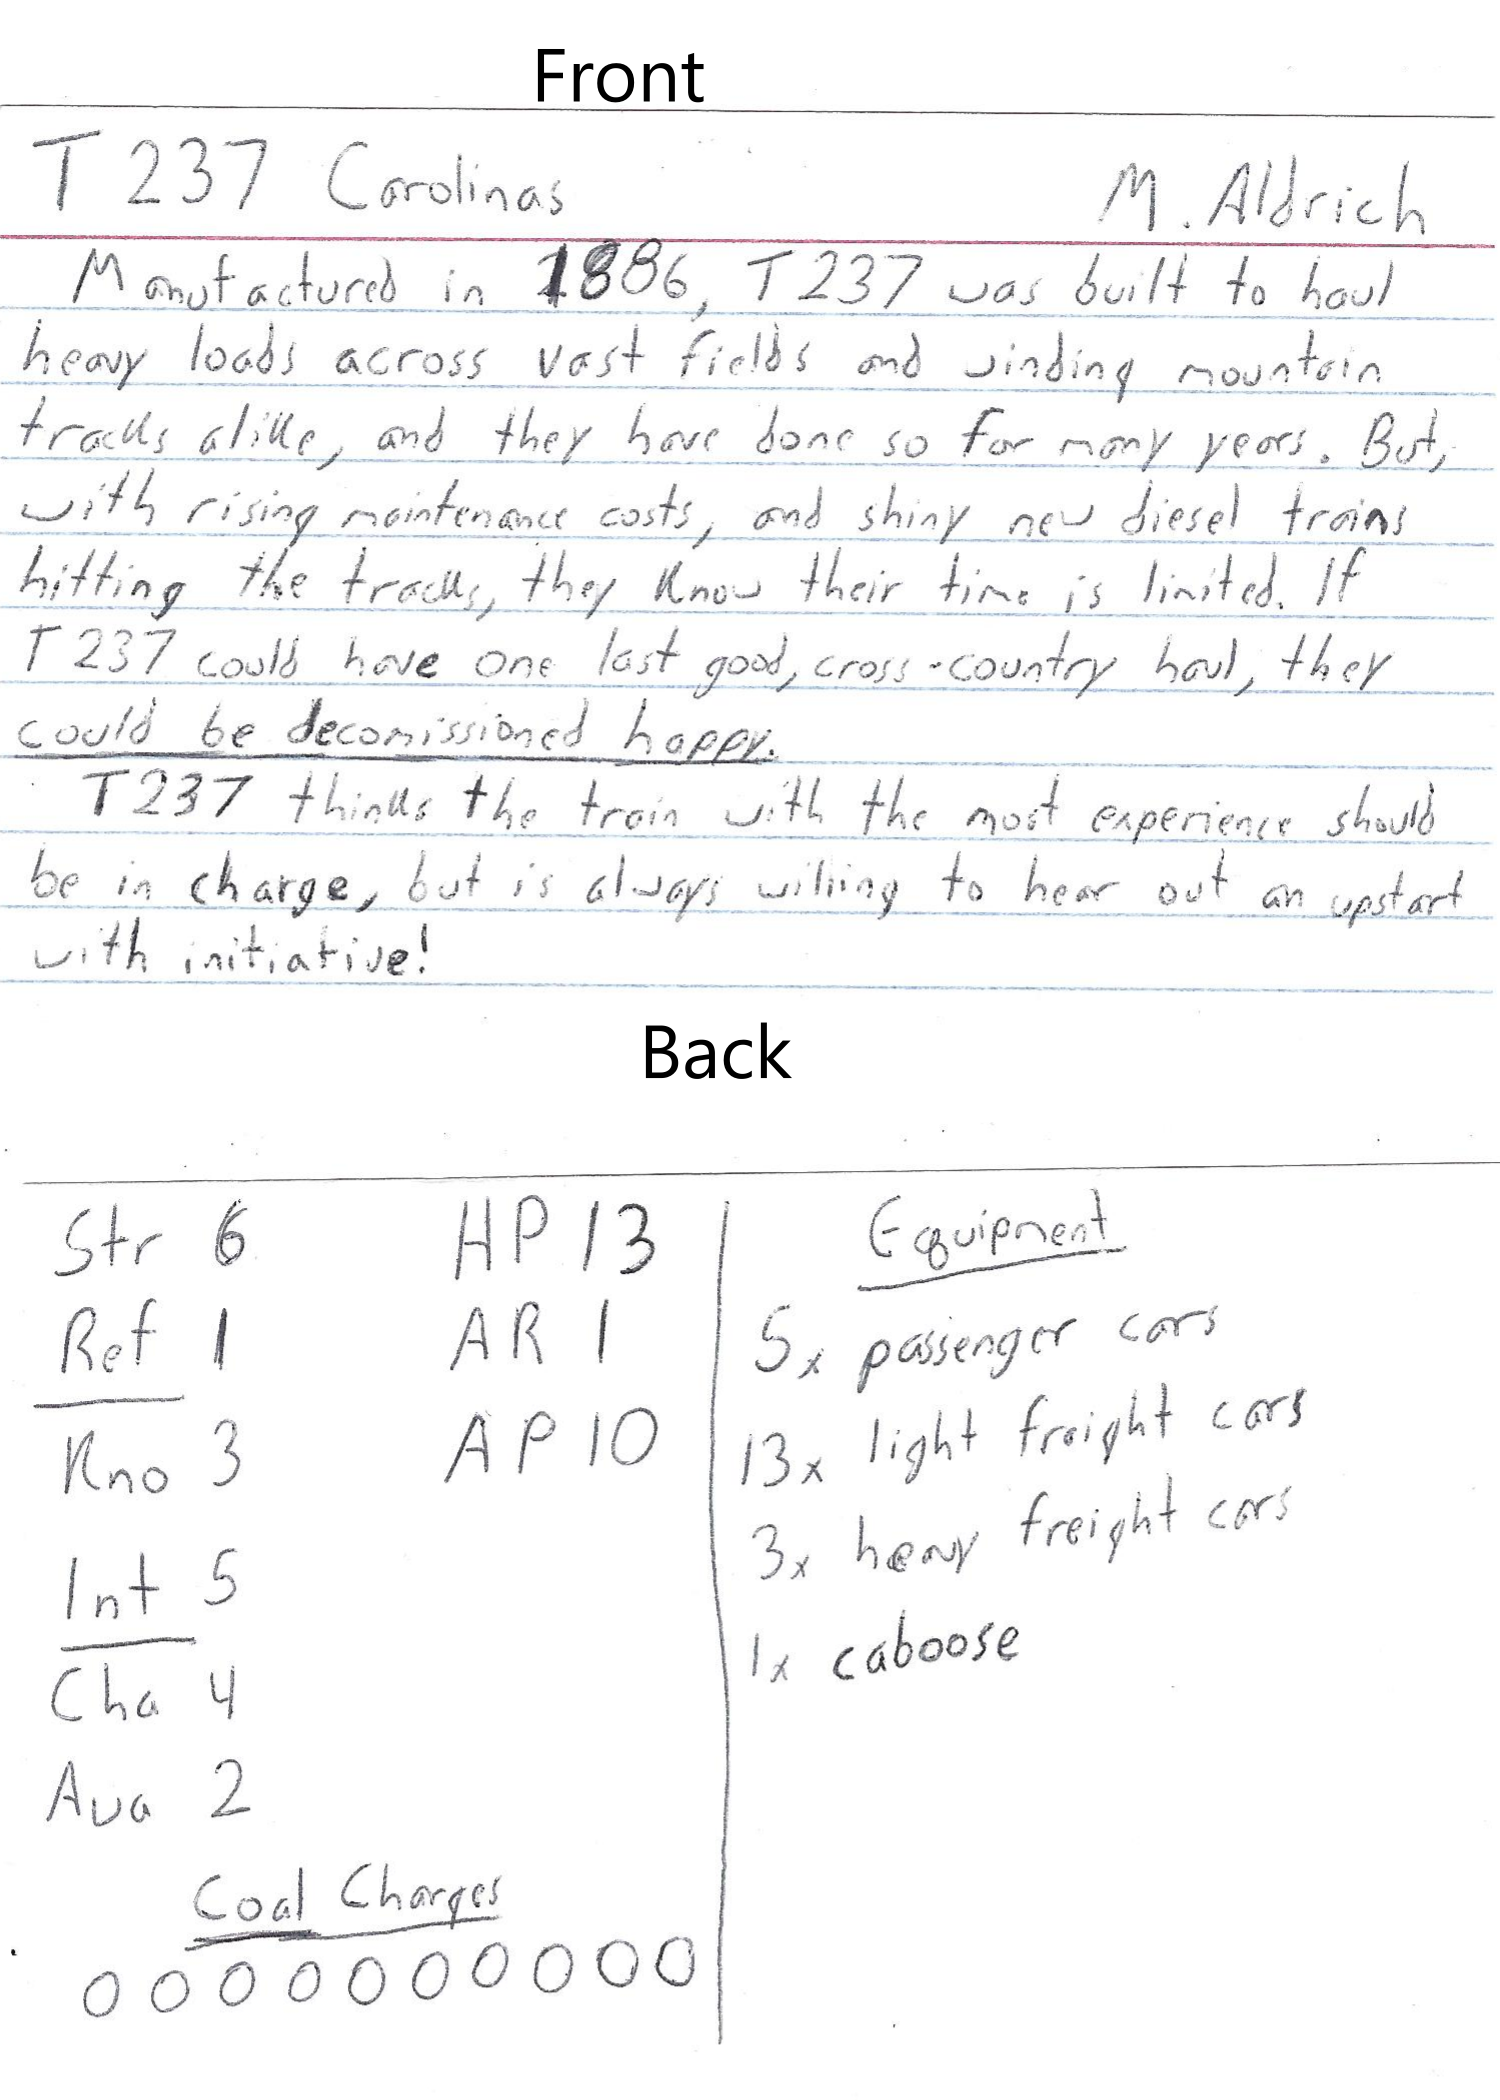 Front
T237 Carolinas M. Aldrich
Manufactured in 1886, T237 was built to haul
heavy loads across vast fields and winding mountain
tracks alike, and they have done so for many years. But,
with rising maintenance costs, and shiny new diesel trains
hitting the tracks, they know their time is limited. If
T237 could have one last good, cross-country haul, they
could be decomissioned happy.
T237 thinks the train with the most experience should
be in charge, but is always willing to hear out an upstart
with initiative!
Back
Str 6 HP 13 Equipment
Ref 1 AR 1 5x passenger cars
Kno 3 AP 10 13x light freight cars
Int 5 3x heavy freight cars
Cha 4 1x caboose
Awa 2
Coal Charges
O O O O O O O O O O